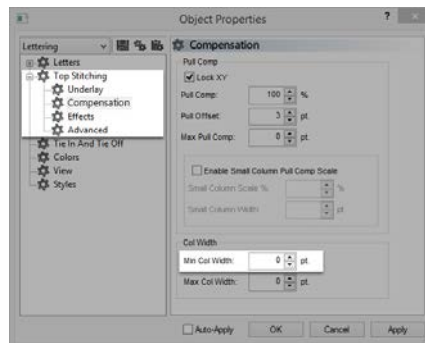 Object Properties ?
Lettering
Letters
Top Stitching
Underlay
Compensation
Effects
Advanced
Tie In And Tie Off
Colors
View
Styles
Compensation
Pull Comp
Lock XY
Pull Comp: 100 %
Pull Offset: 3 pt.
Max Pull Comp: 0 pt.
Enable Small Column Pull Comp Scale
Small Column Scale % %
Small Column Width pt
Col Width
Min Col Width: 0 pt.
Max Col Width: 0 pt.
Auto-Apply OK Cancel Apply